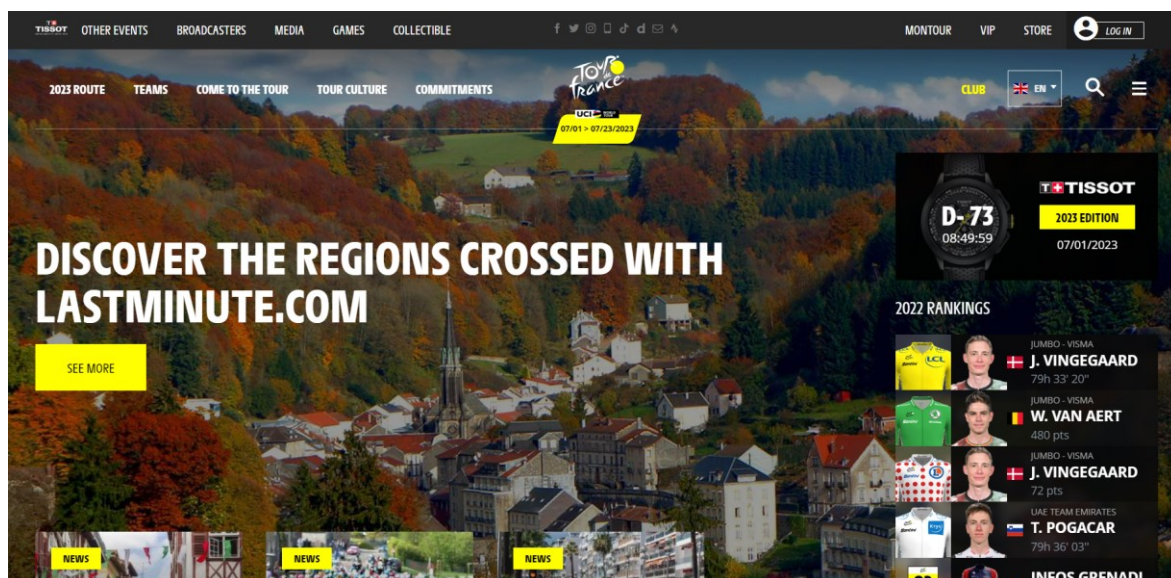 TISSOT OTHER EVENTS BROADCASTERS MEDIA GAMES COLLECTIBLE MONTOUR VIP STORE LOG IN
2023 ROUTE TEAMS COME TO THE TOUR TOUR CULTURE COMMITMENTS CLUB EN
TOUR de france
UCI WORLD TOUR
07/01 > 07/23/2023
TISSOT
D- 73
08:49:59
2023 EDITION
07/01/2023
DISCOVER THE REGIONS CROSSED WITH
LASTMINUTE.COM
SEE MORE
2022 RANKINGS
LCL
JUMBO - VISMA
J. VINGEGAARD
79h 33' 20"
JUMBO - VISMA
W. VAN AERT
480 pts
JUMBO - VISMA
J. VINGEGAARD
72 pts
UAE TEAM EMIRATES
T. POGACAR
79h 36' 03"
NEWS
NEWS
NEWS